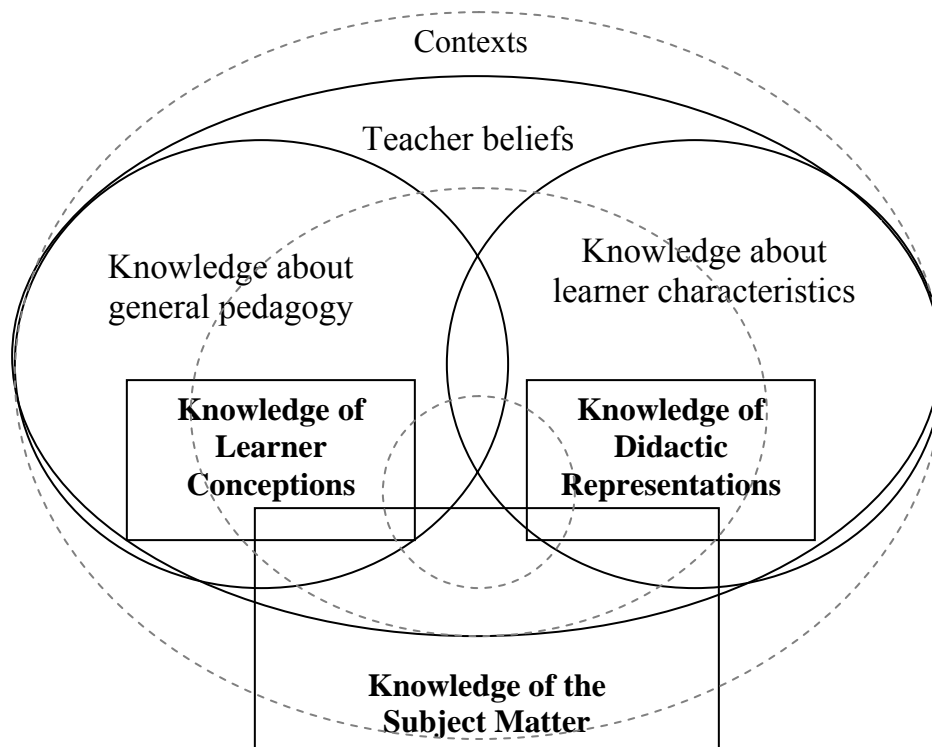 Contexts
Teacher beliefs
Knowledge about
general pedagogy
Knowledge about
learner characteristics
Knowledge of
Learner
Conceptions
Knowledge of
Didactic
Representations
Knowledge of the
Subject Matter